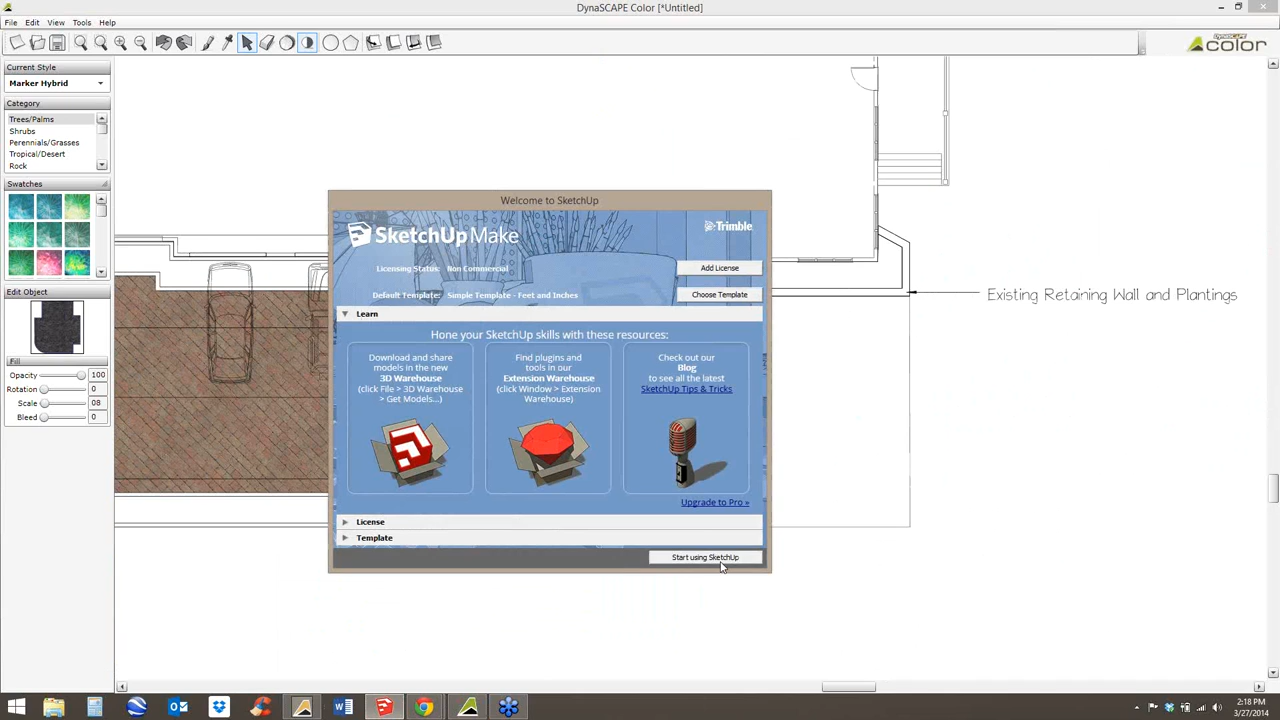 DynaSCAPE Color [*Untitled]
File Edit View Tools Help
DynaSCAPE
color
Current Style
Marker Hybrid
Category
Trees/Palms
Shrubs
Perennials/Grasses
Tropical/Desert
Rock
Swatches
Edit Object
Fill
Opacity 100
Rotation 0
Scale 08
Bleed 0
Welcome to SketchUp
SketchUp Make
Trimble
Licensing Status: Non Commercial
Add License
Default Template: Simple Template - Feet and Inches
Choose Template
Learn
Hone your SketchUp skills with these resources:
Download and share
models in the new
3D Warehouse
(click File > 3D Warehouse
> Get Models...)
Find plugins and
tools in our
Extension Warehouse
(click Window > Extension
Warehouse)
Check out our
Blog
to see all the latest
SketchUp Tips & Tricks
Upgrade to Pro »
License
Template
Start using SketchUp
Existing Retaining Wall and Plantings
2:18 PM
3/27/2014